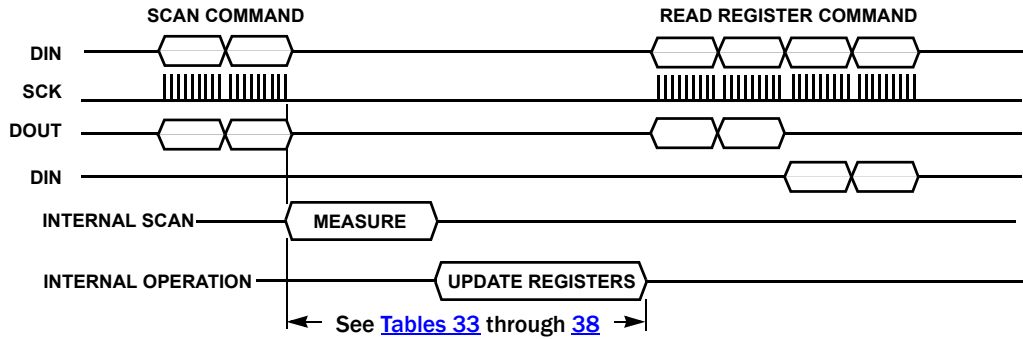 SCAN COMMAND
READ REGISTER COMMAND
DIN
SCK
DOUT
DIN
INTERNAL SCAN
MEASURE
INTERNAL OPERATION
UPDATE REGISTERS
See Tables 33 through 38